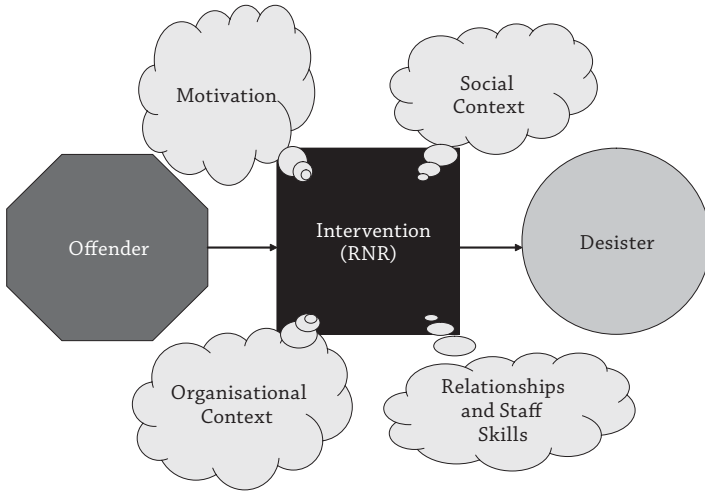 Motivation
Social
Context
Offender
Intervention
(RNR)
Desister
Organisational
Context
Relationships
and Staff
Skills